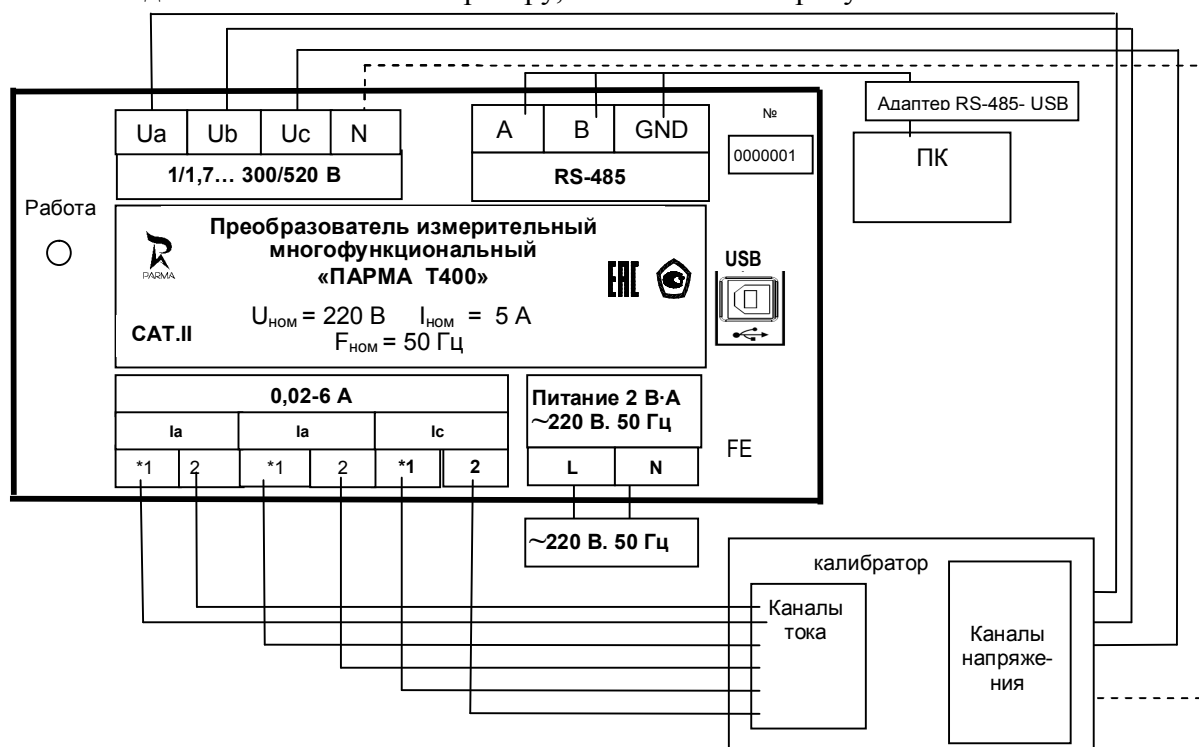 Ua Ub Uc N
1/1,7… 300/520 В
A B GND
RS-485
№
0000001
Адаптер RS-485- USB
ПК
Работа
PARMA
Преобразователь измерительный
многофункциональный
«ПАРМА Т400»
Uном = 220 В Iном = 5 А
Fном = 50 Гц
CAT.II
EAC
USB
0,02-6 А
Ia Ia Ic
*1 2 *1 2 *1 2
Питание 2 В·А
~220 В. 50 Гц
L N
FE
~220 В. 50 Гц
калибратор
Каналы
тока
Каналы
напряже-
ния